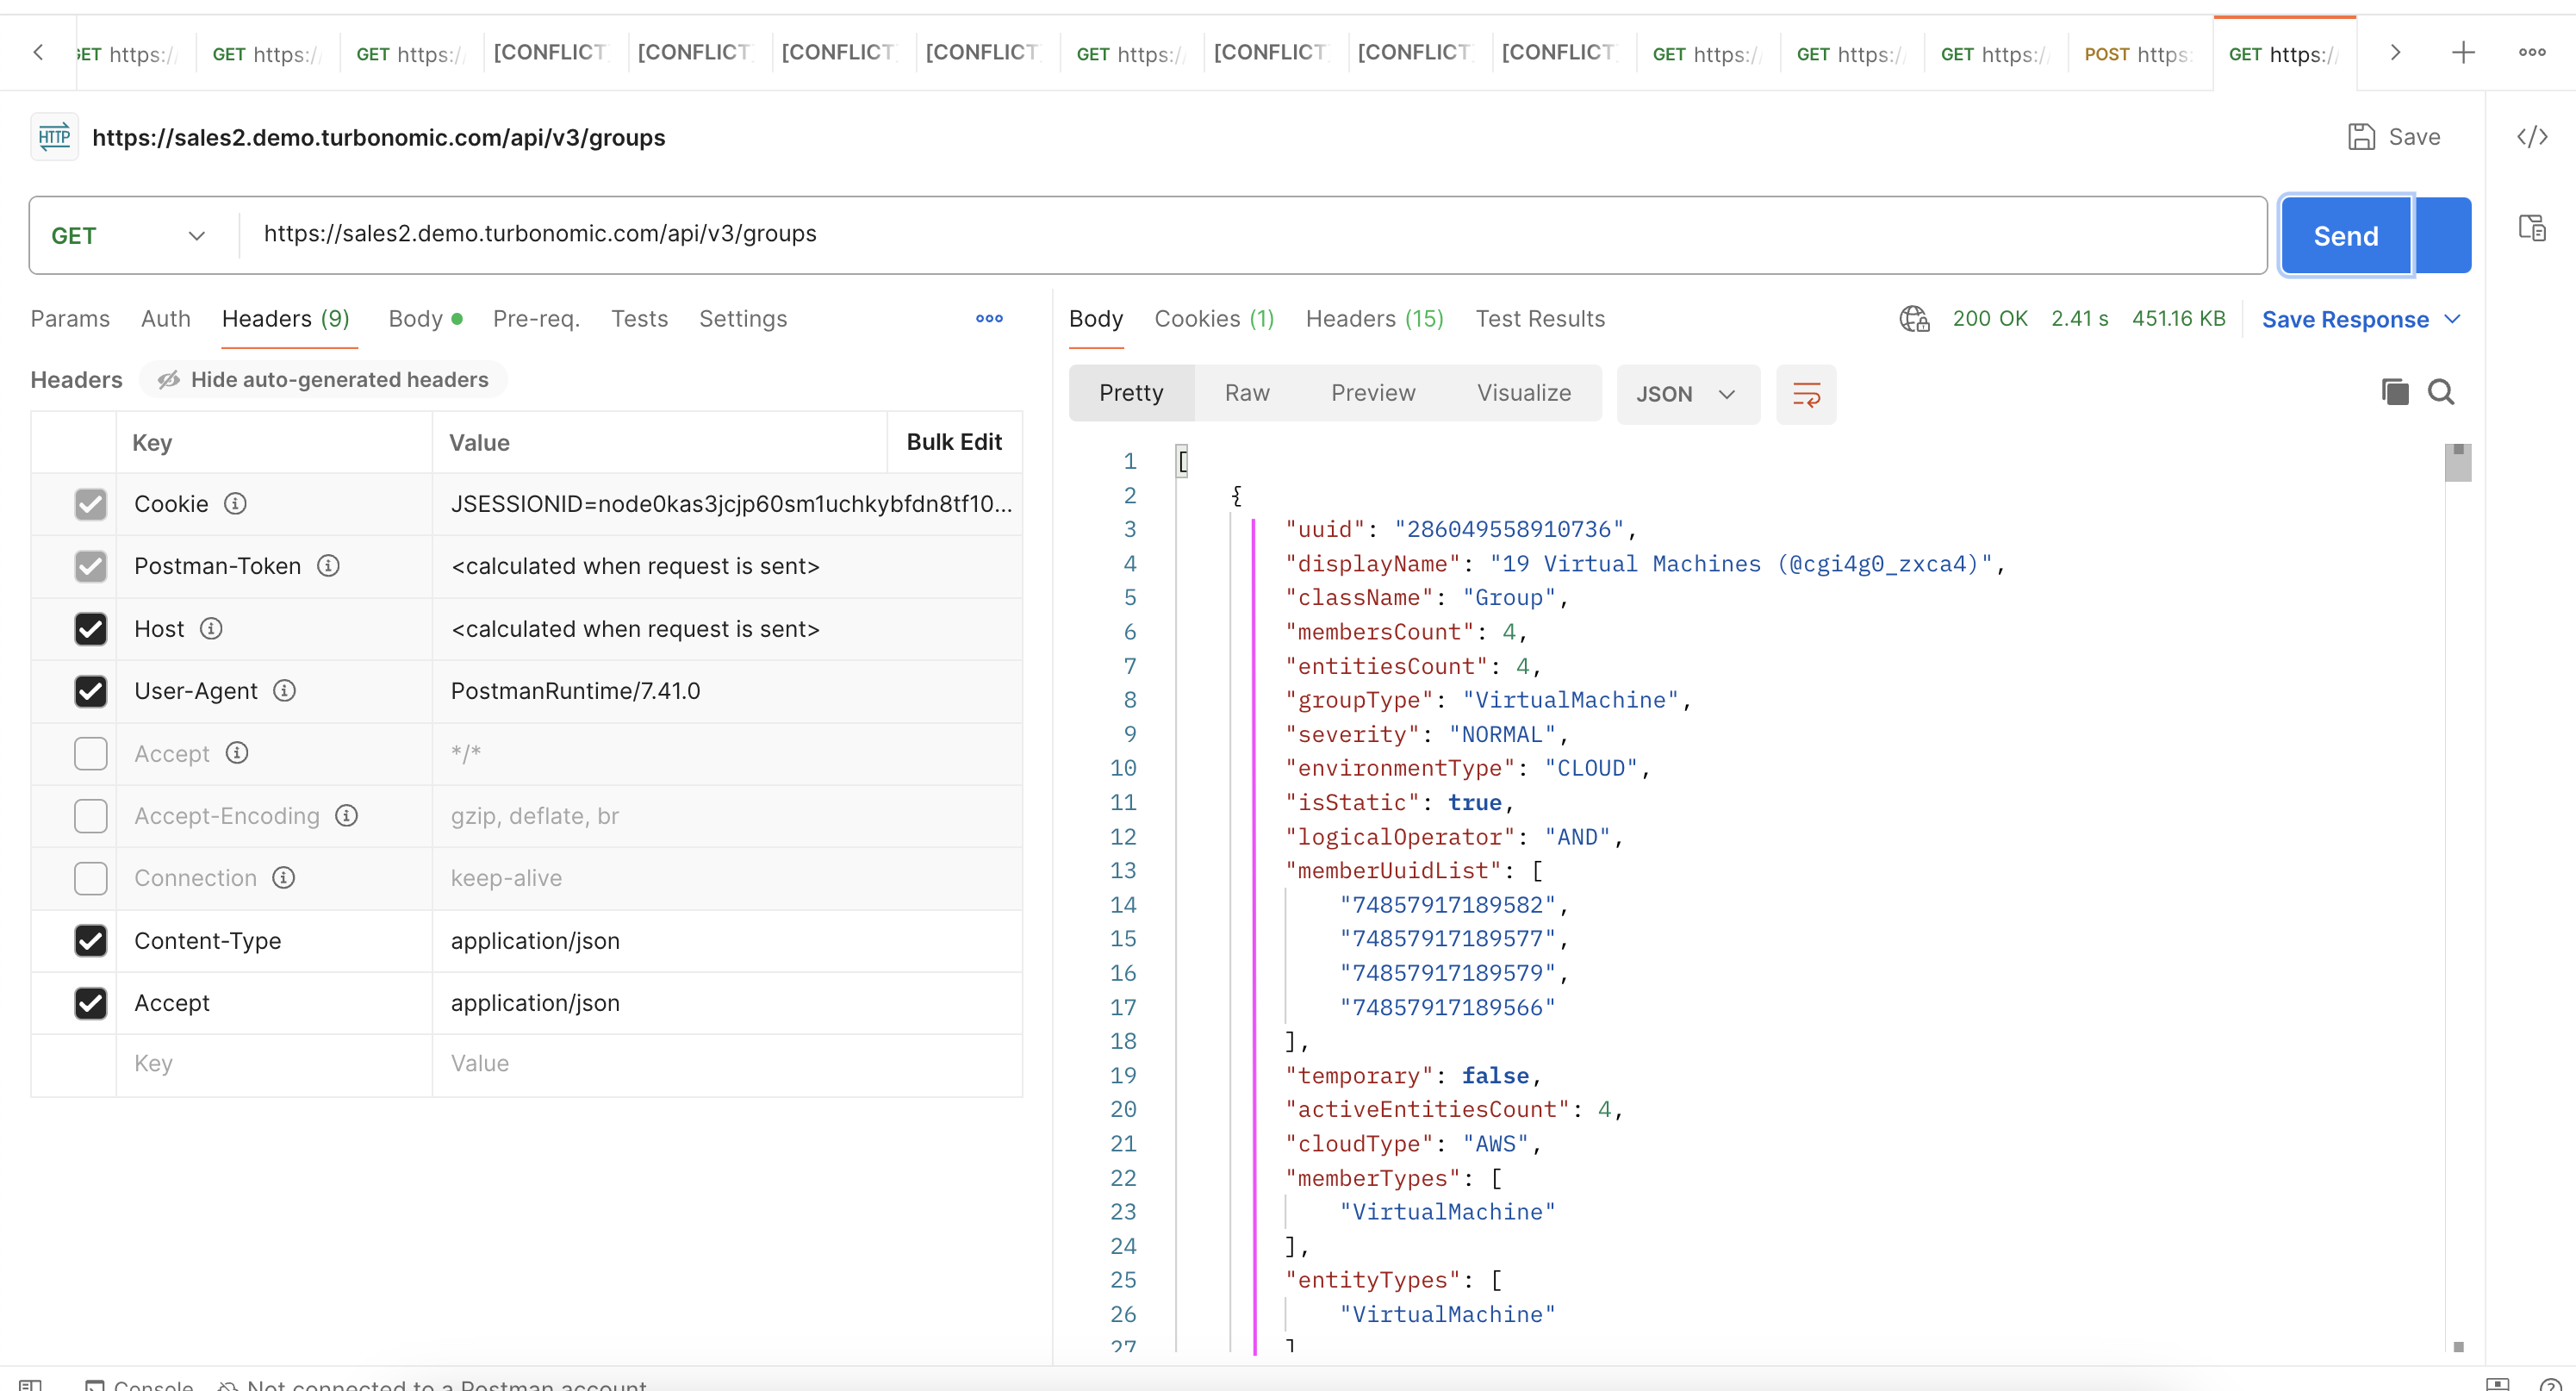 GET https:/
GET https:/
GET https:/
[CONFLICT
[CONFLICT
[CONFLICT
[CONFLICT
GET https:/
[CONFLICT
[CONFLICT
[CONFLICT
GET https:/
GET https:/
GET https:/
POST https:
GET https:/
HTTP https://sales2.demo.turbonomic.com/api/v3/groups
Save
GET
https://sales2.demo.turbonomic.com/api/v3/groups
Send
Params Auth Headers (9) Body Pre-req. Tests Settings
Headers Hide auto-generated headers
Key Value Bulk Edit
Cookie JSESSIONID=node0kas3jcjp60sm1uchkybfdn8tf10...
Postman-Token <calculated when request is sent>
Host <calculated when request is sent>
User-Agent PostmanRuntime/7.41.0
Accept */*
Accept-Encoding gzip, deflate, br
Connection keep-alive
Content-Type application/json
Accept application/json
Key Value
Body Cookies (1) Headers (15) Test Results
200 OK 2.41 s 451.16 KB Save Response
Pretty Raw Preview Visualize JSON
1 [
2 {
3 "uuid": "286049558910736",
4 "displayName": "19 Virtual Machines (@cgi4g0_zxca4)",
5 "className": "Group",
6 "membersCount": 4,
7 "entitiesCount": 4,
8 "groupType": "VirtualMachine",
9 "severity": "NORMAL",
10 "environmentType": "CLOUD",
11 "isStatic": true,
12 "logicalOperator": "AND",
13 "memberUuidList": [
14 "74857917189582",
15 "74857917189577",
16 "74857917189579",
17 "74857917189566"
18 ],
19 "temporary": false,
20 "activeEntitiesCount": 4,
21 "cloudType": "AWS",
22 "memberTypes": [
23 "VirtualMachine"
24 ],
25 "entityTypes": [
26 "VirtualMachine"
27 ]
Console Not connected to a Postman account